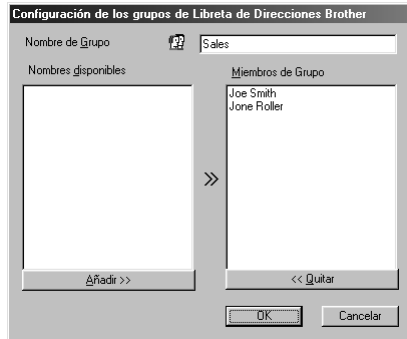 Configuración de los grupos de Libreta de Direcciones Brother
Nombre de Grupo
Sales
Nombres disponibles
Miembros de Grupo
Joe Smith
Jone Roller
»
Añadir >>
<< Quitar
OK
Cancelar